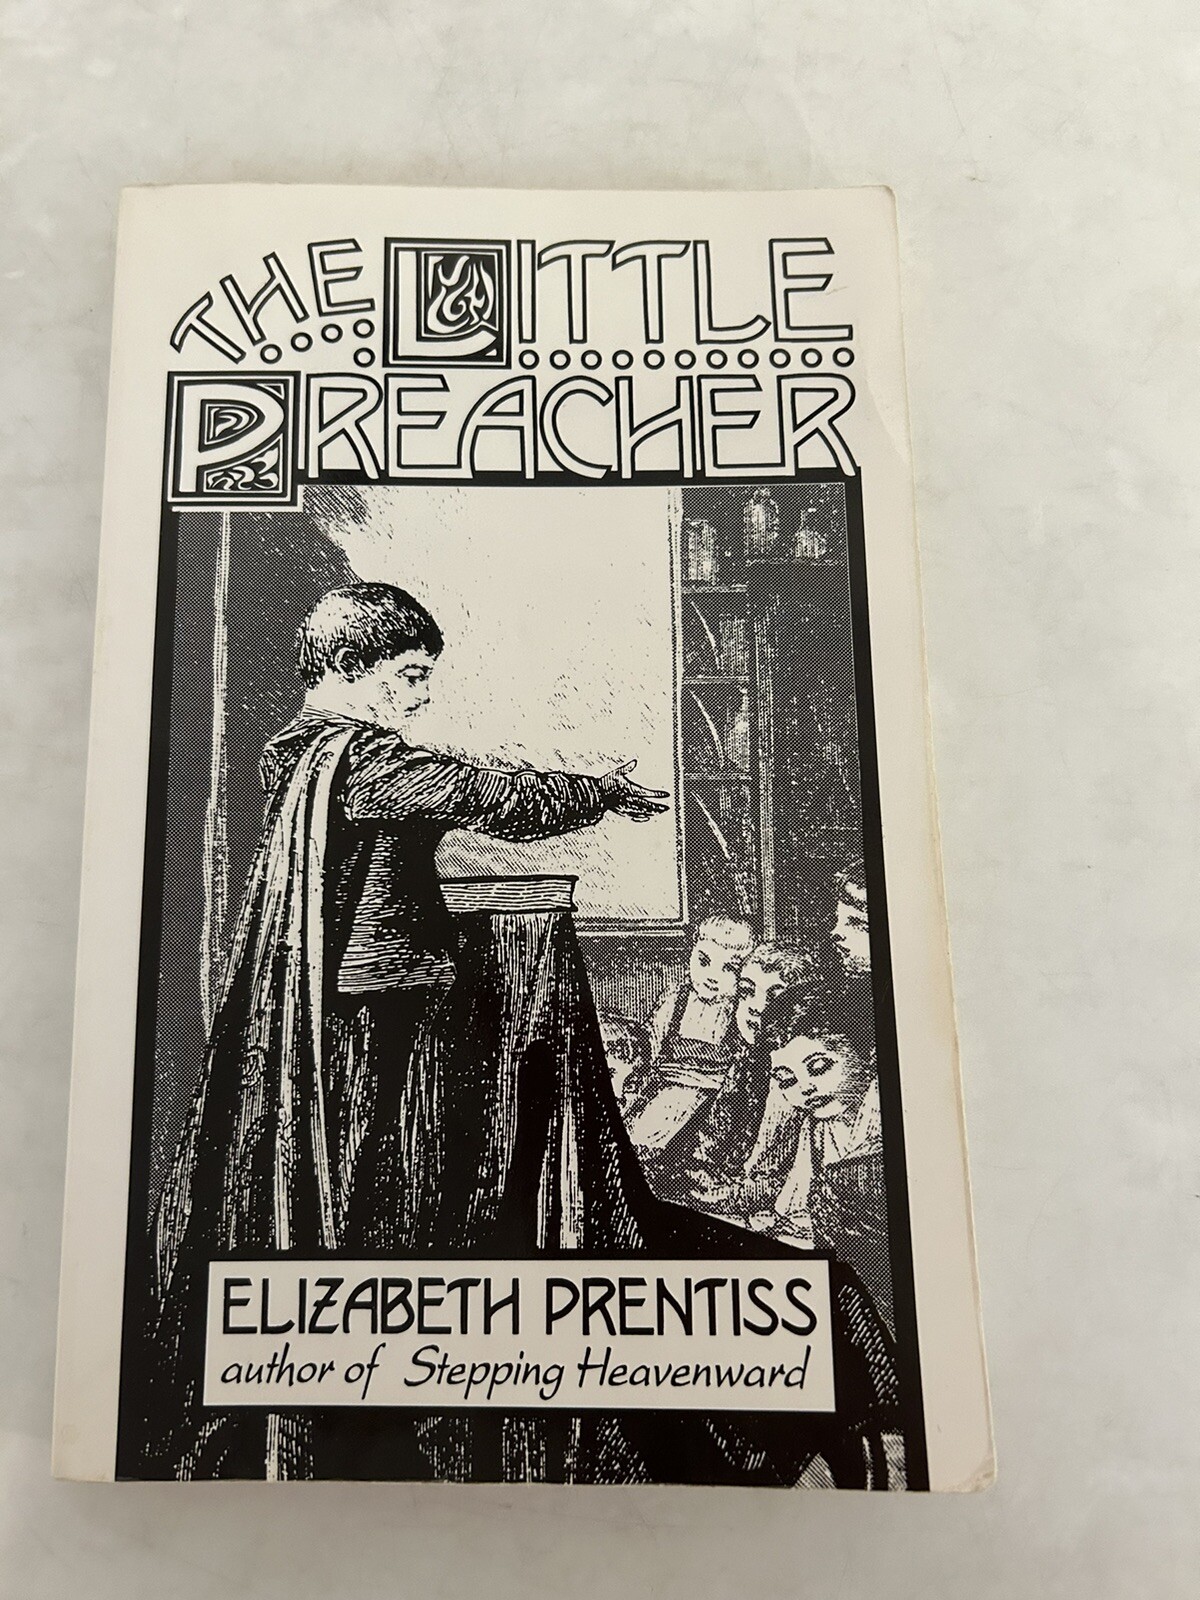 THE LITTLE
PREACHER
ELIZABETH PRENTISS
author of Stepping Heavenward